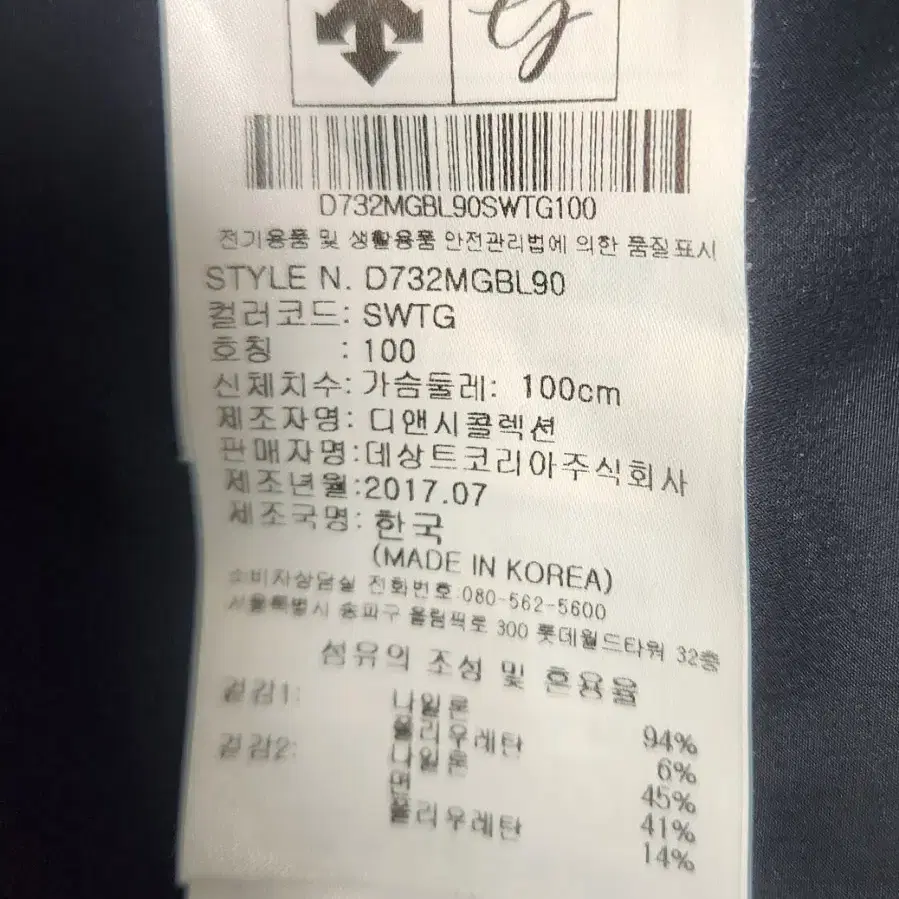 D732MGBL90SWTG100
전기용품 및 생활용품 안전관리법에 의한 품질표시
STYLE N. D732MGBL90
컬러코드: SWTG
호칭 : 100
신체치수: 가슴둘레: 100cm
제조자명: 디앤시콜렉션
판매자명:데상트코리아주식회사
제조년월:2017.07
제조국명: 한국
(MADE IN KOREA)
소비자상담실 전화번호:080-562-5600
서울특별시 송파구 올림픽로 300 롯데월드타워 32층
섬유의 조성 및 혼용율
겉감1: 나일론 94%
폴리우레탄 6%
겉감2: 나일론 45%
면 41%
폴리우레탄 14%